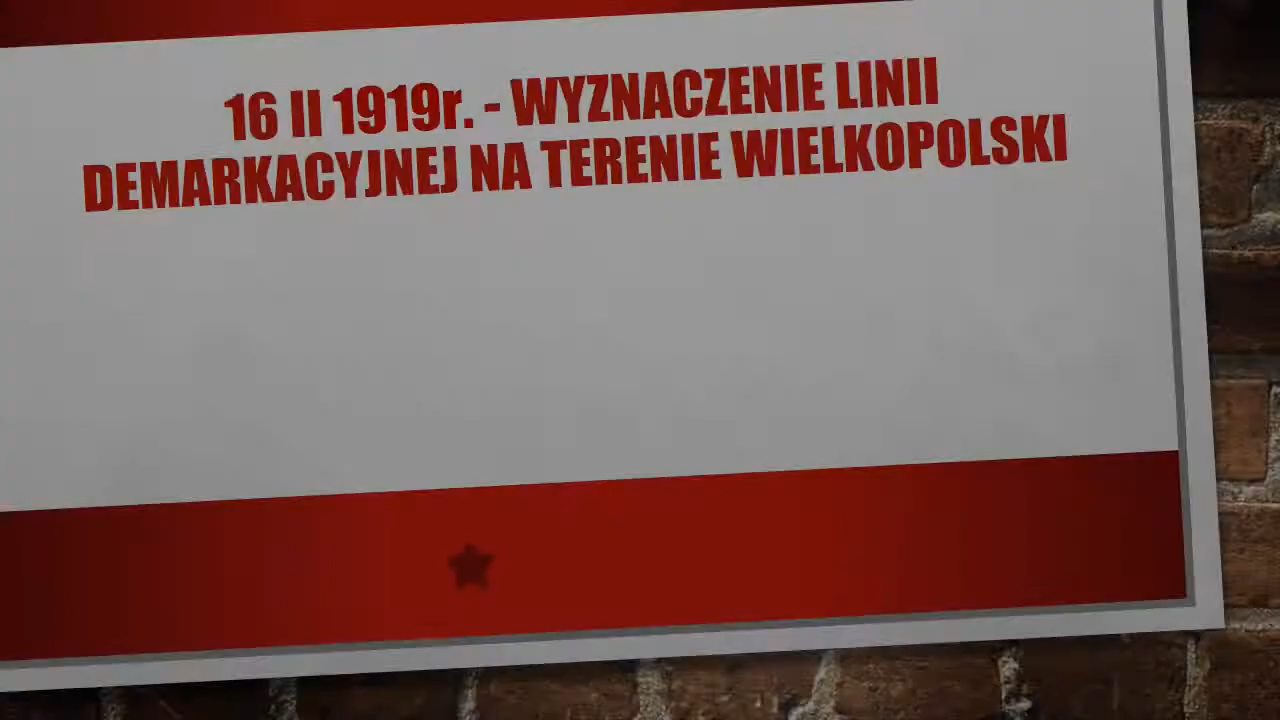 16 II 1919r. - WYZNACZENIE LINII
DEMARKACYJNEJ NA TERENIE WIELKOPOLSKI